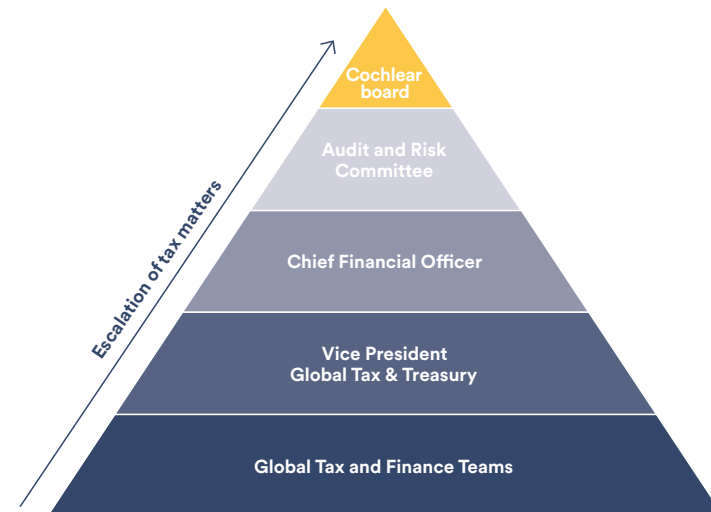 Cochlear
board
Audit and Risk
Committee
Chief Financial Officer
Vice President
Global Tax & Treasury
Global Tax and Finance Teams
Escalation of tax matters